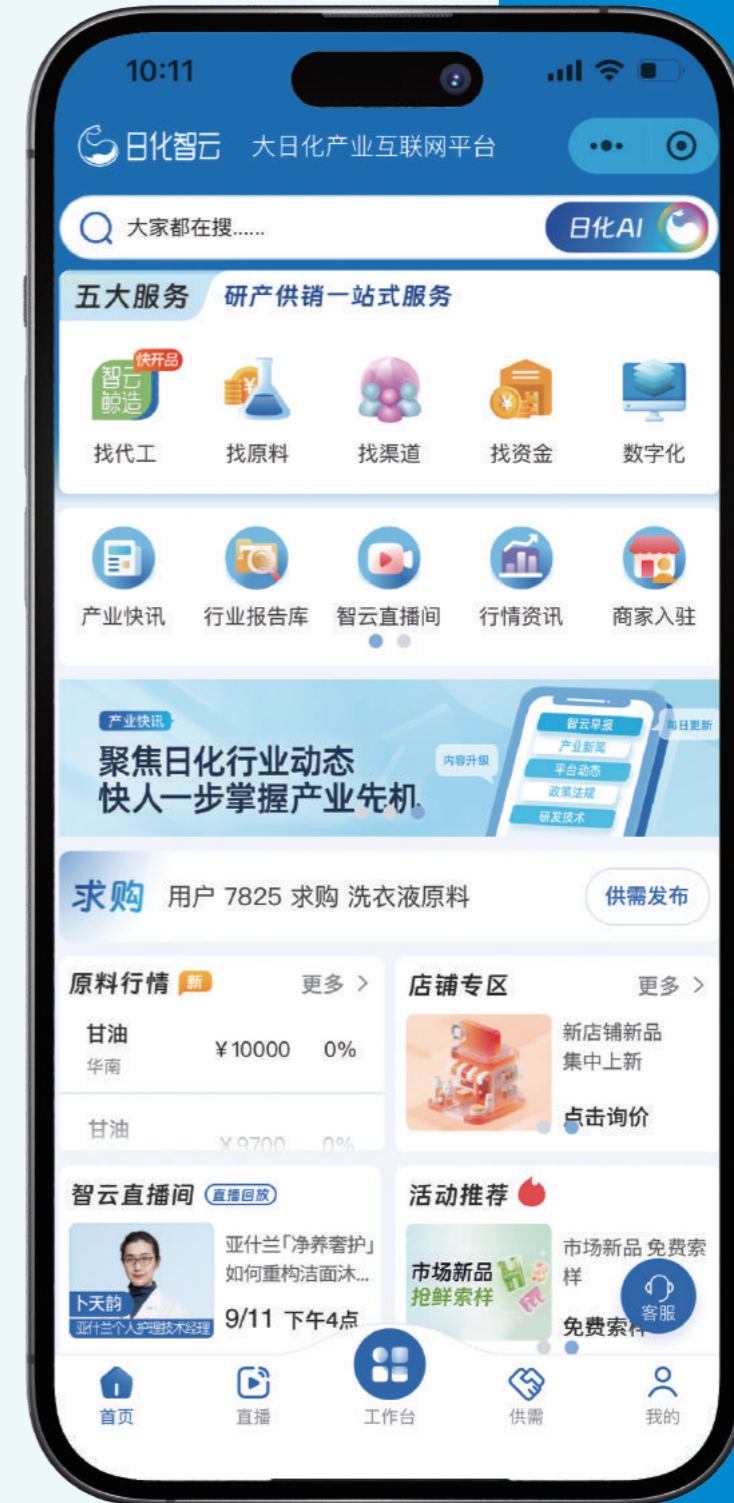 10:11
日化智云 大日化产业互联网平台
大家都在搜......
日化AI
五大服务 研产供销一站式服务
快开品
智云
鲸造
找代工 找原料 找渠道 找资金 数字化
产业快讯 行业报告库 智云直播间 行情资讯 商家入驻
产业快讯
聚焦日化行业动态
快人一步掌握产业先机
内容升级
智云早报
产业新闻
平台动态
政策法规
研发技术
每日更新
求购 用户 7825 求购 洗衣液原料 供需发布
原料行情 新 更多 >
甘油 ¥10000 0%
华南
甘油 ¥9700 0%
店铺专区 更多 >
新店铺新品
集中上新
点击询价
智云直播间 直播回放
卜天韵
亚什兰个人护理技术经理
亚什兰「净养奢护」
如何重构洁面沐...
9/11 下午4点
活动推荐
市场新品
抢鲜索样
市场新品 免费索
样
免费索样
客服
首页 直播 工作台 供需 我的